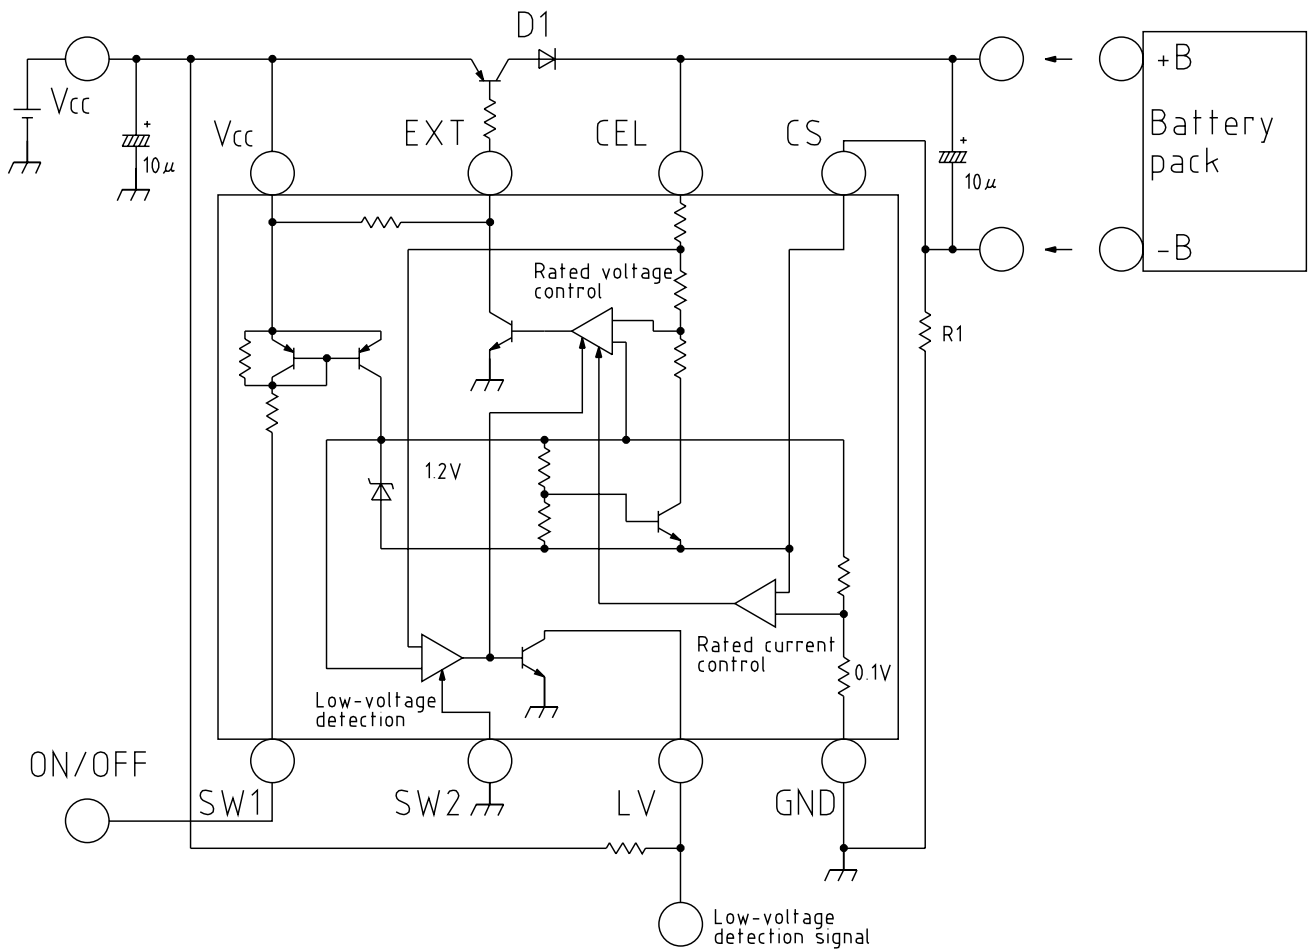 D1
+B
Vcc
Battery
pack
Vcc
EXT
CEL
CS
+
10μ
+
10μ
-B
Rated voltage
control
R1
1.2V
Rated current
control
0.1V
Low-voltage
detection
ON/OFF
SW1
SW2
LV
GND
Low-voltage
detection signal